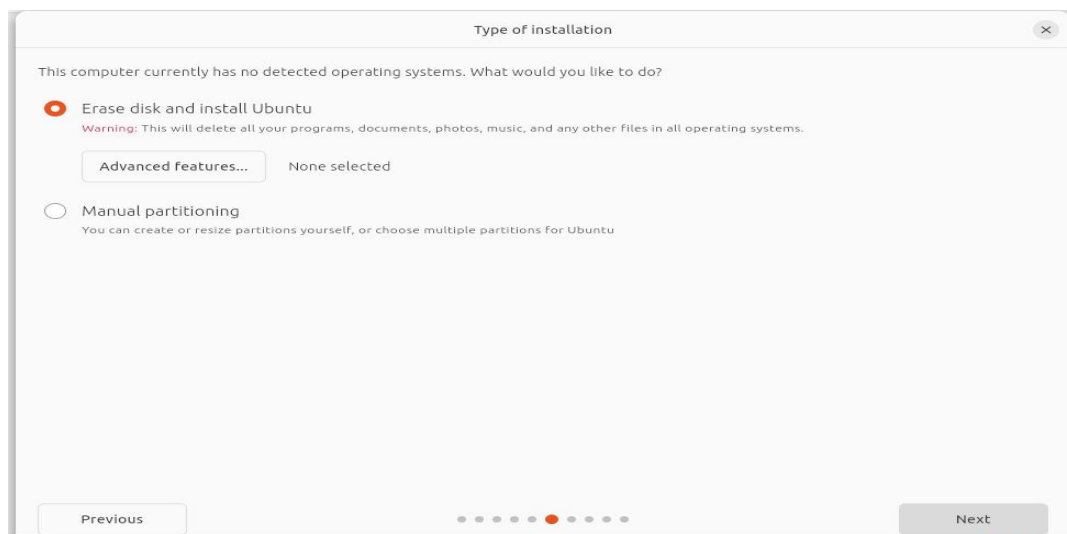 Type of installation
This computer currently has no detected operating systems. What would you like to do?
Erase disk and install Ubuntu
Warning: This will delete all your programs, documents, photos, music, and any other files in all operating systems.
Advanced features... None selected
Manual partitioning
You can create or resize partitions yourself, or choose multiple partitions for Ubuntu
Previous Next